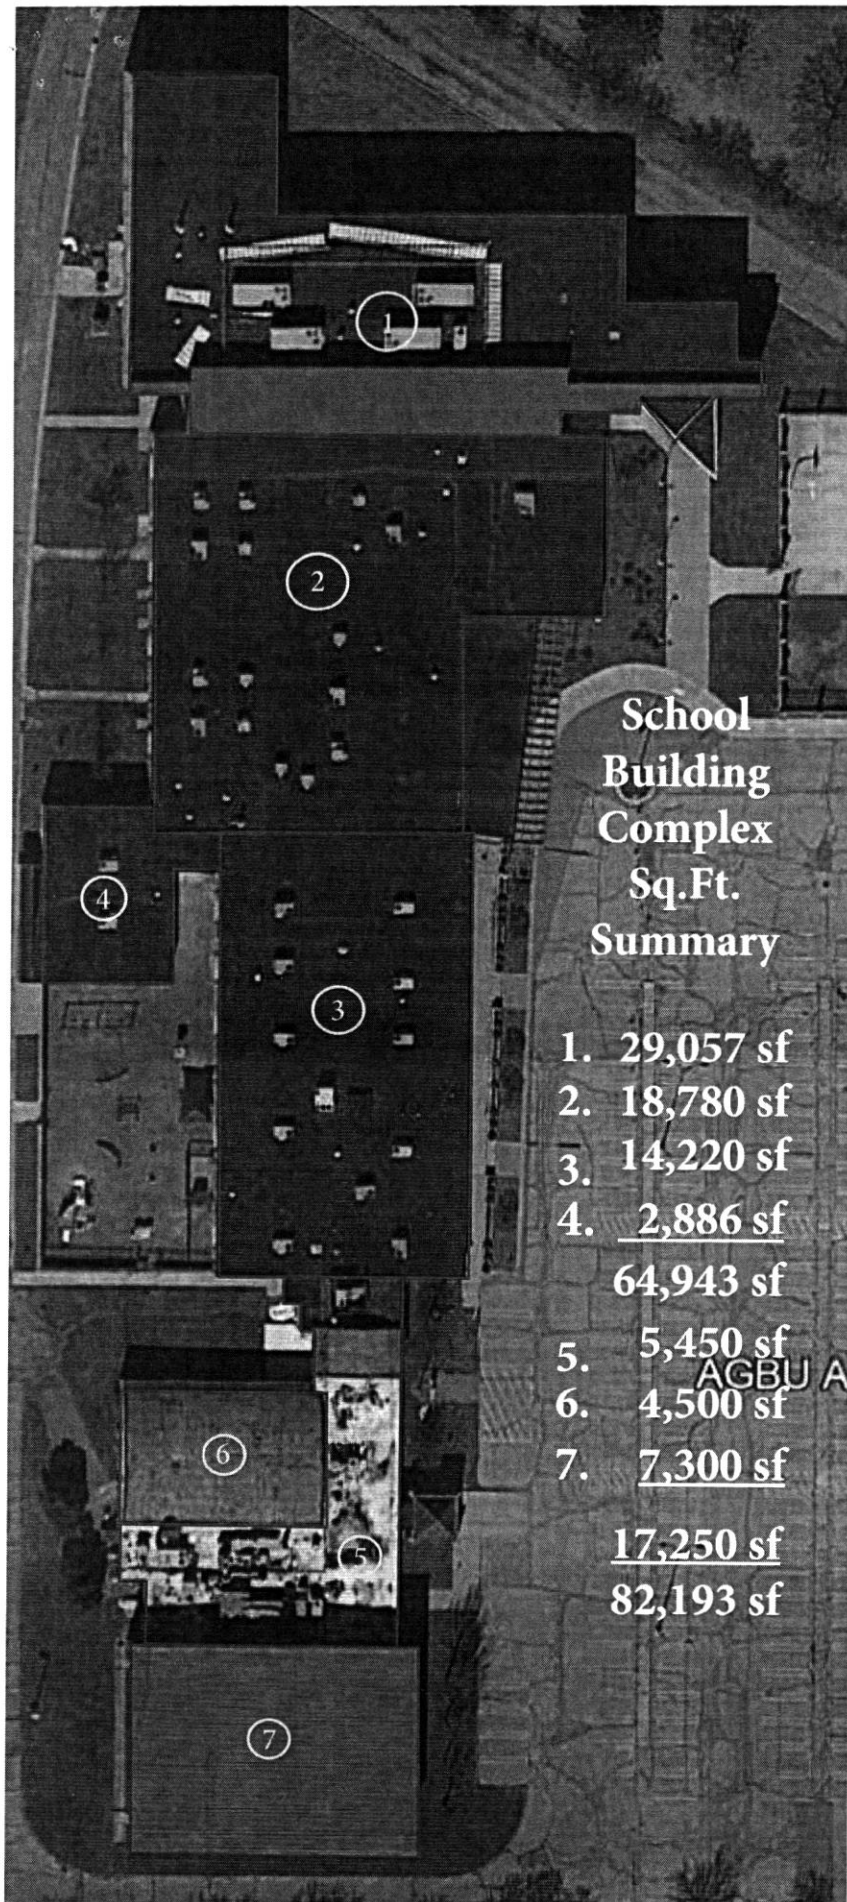 1
2
School
Building
Complex
Sq.Ft.
Summary
4
3
1. 29,057 sf
2. 18,780 sf
3. 14,220 sf
4. 2,886 sf
64,943 sf
5. 5,450 sf
AGBU A
6. 4,500 sf
7. 7,300 sf
17,250 sf
82,193 sf
6
5
7